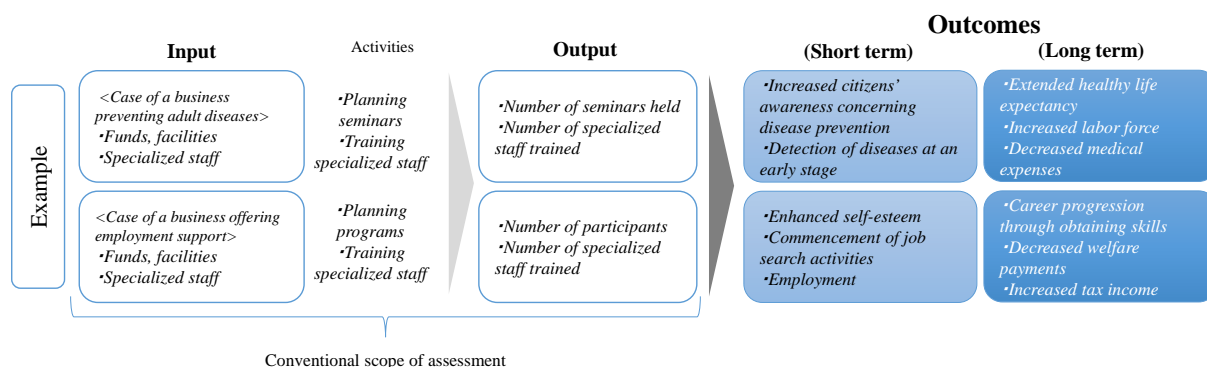 Outcomes
Input
Activities
Output
(Short term)
(Long term)
Example
<Case of a business
preventing adult diseases>
・Funds, facilities
・Specialized staff
・Planning
seminars
・Training
specialized staff
・Number of seminars held
・Number of specialized
staff trained
・Increased citizens’
awareness concerning
disease prevention
・Detection of diseases at an
early stage
・Extended healthy life
expectancy
・Increased labor force
・Decreased medical
expenses
<Case of a business offering
employment support>
・Funds, facilities
・Specialized staff
・Planning
programs
・Training
specialized staff
・Number of participants
・Number of specialized
staff trained
・Enhanced self-esteem
・Commencement of job
search activities
・Employment
・Career progression
through obtaining skills
・Decreased welfare
payments
・Increased tax income
Conventional scope of assessment